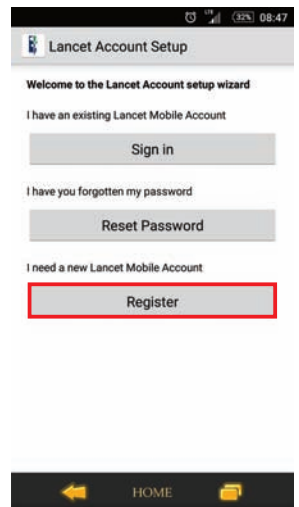 32% 08:47
Lancet Account Setup
Welcome to the Lancet Account setup wizard
I have an existing Lancet Mobile Account
Sign in
I have you forgotten my password
Reset Password
I need a new Lancet Mobile Account
Register
HOME